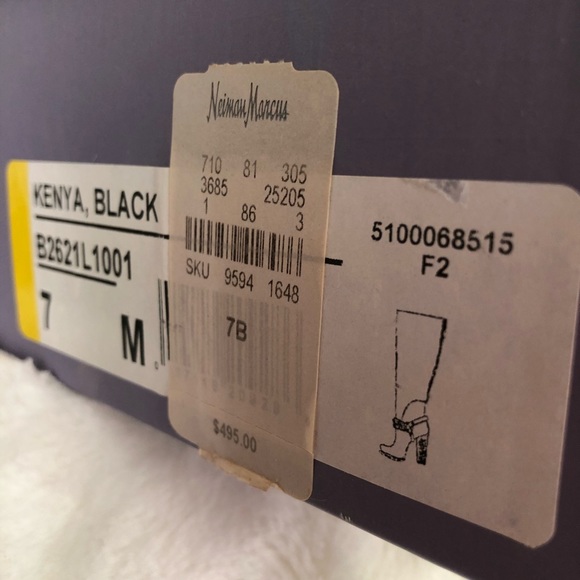 KENYA, BLACK
B2621L1001
7
M
Neiman Marcus
710 81 305
3685 25205
1 86 3
SKU 9594 1648
7B
$495.00
5100068515
F2